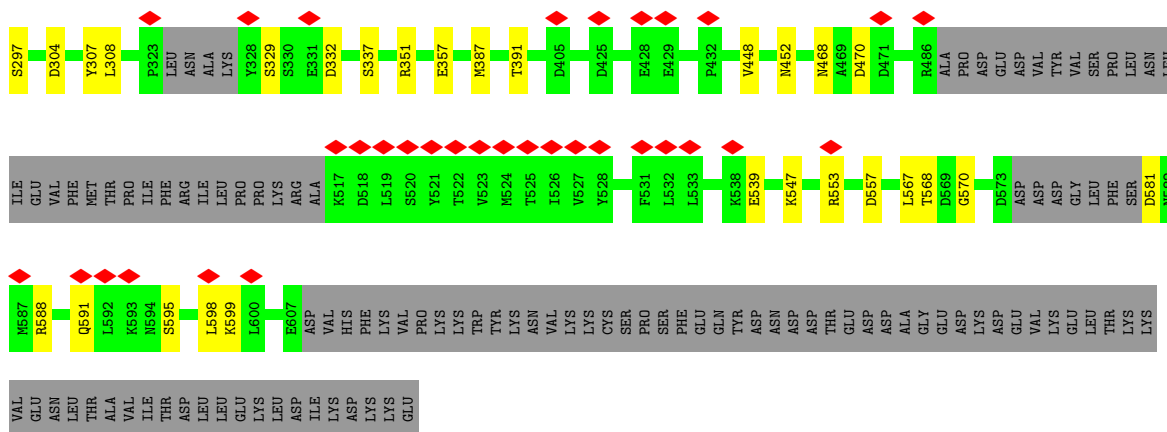 S297 D304 Y307 L308 P323 LEU ASN ALA LYS Y328 S329 S330 E331 D332 S337 R351 E357 M387 T391 D405 D425 E428 E429 P432 V448 N452 N468 A469 D470 D471 R486 ALA PRO ASP GLU ASP VAL TYR VAL SER PRO LEU ASN LEU
ILE GLU VAL PHE MET THR PRO ILE PHE ARG ILE LEU PRO PRO LYS ARG ALA K517 D518 L519 S520 Y521 T522 V523 M524 T525 I526 V527 Y528 F531 L532 L533 K538 E539 K547 R553 D557 L567 T568 D569 G570 D573 ASP ASP ASP GLY LEU PHE SER D581
M587 R588 Q591 L592 K593 N594 S595 L598 K599 L600 E607 ASP VAL HIS PHE LYS VAL PRO LYS LYS TRP TYR LYS ASN VAL LYS LYS CYS SER PRO SER PHE GLU GLN TYR ASP ASN ASP ASP THR GLU ASP ASP ALA GLY GLU ASP LYS ASP GLU VAL LYS GLU LEU THR LYS LYS
VAL GLU ASN LEU THR ALA VAL ILE THR ASP LEU LEU GLU LYS LEU ASP ILE LYS ASP LYS LYS GLU